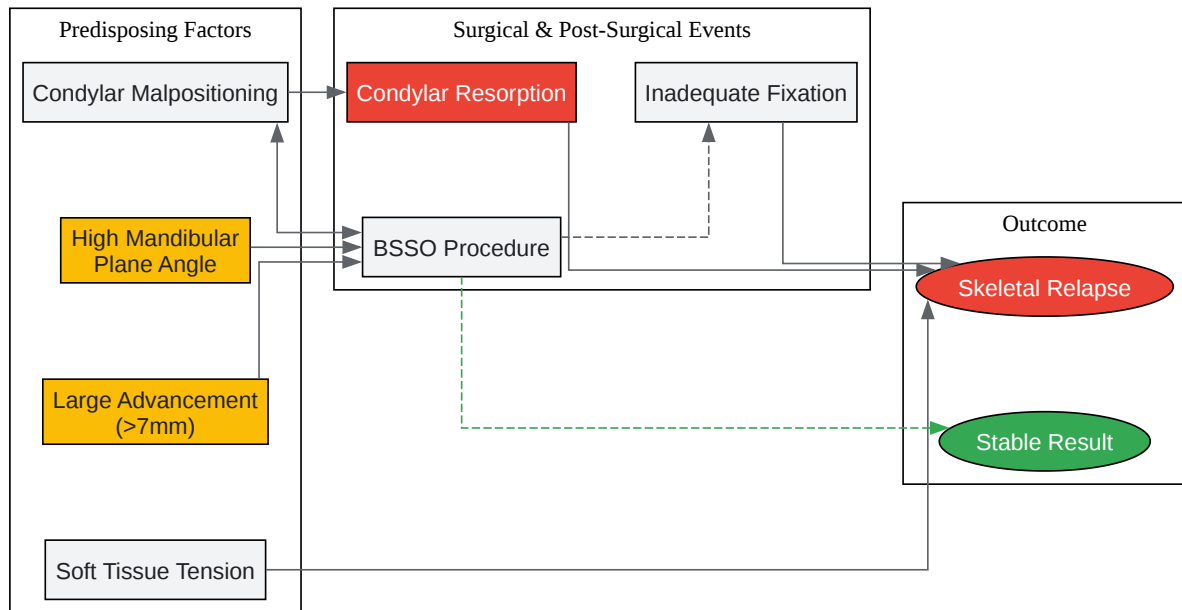 Predisposing Factors
Condylar Malpositioning
High Mandibular
Plane Angle
Large Advancement
(>7mm)
Soft Tissue Tension
Surgical & Post-Surgical Events
Condylar Resorption
Inadequate Fixation
BSSO Procedure
Outcome
Skeletal Relapse
Stable Result